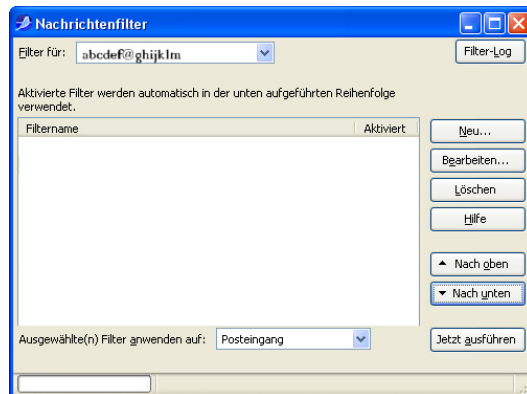 Nachrichtenfilter
Filter für: abcdef@ghijklm Filter-Log
Aktivierte Filter werden automatisch in der unten aufgeführten Reihenfolge
verwendet.
Filtername Aktiviert
Neu...
Bearbeiten...
Löschen
Hilfe
Nach oben
Nach unten
Ausgewählte(n) Filter anwenden auf: Posteingang Jetzt ausführen